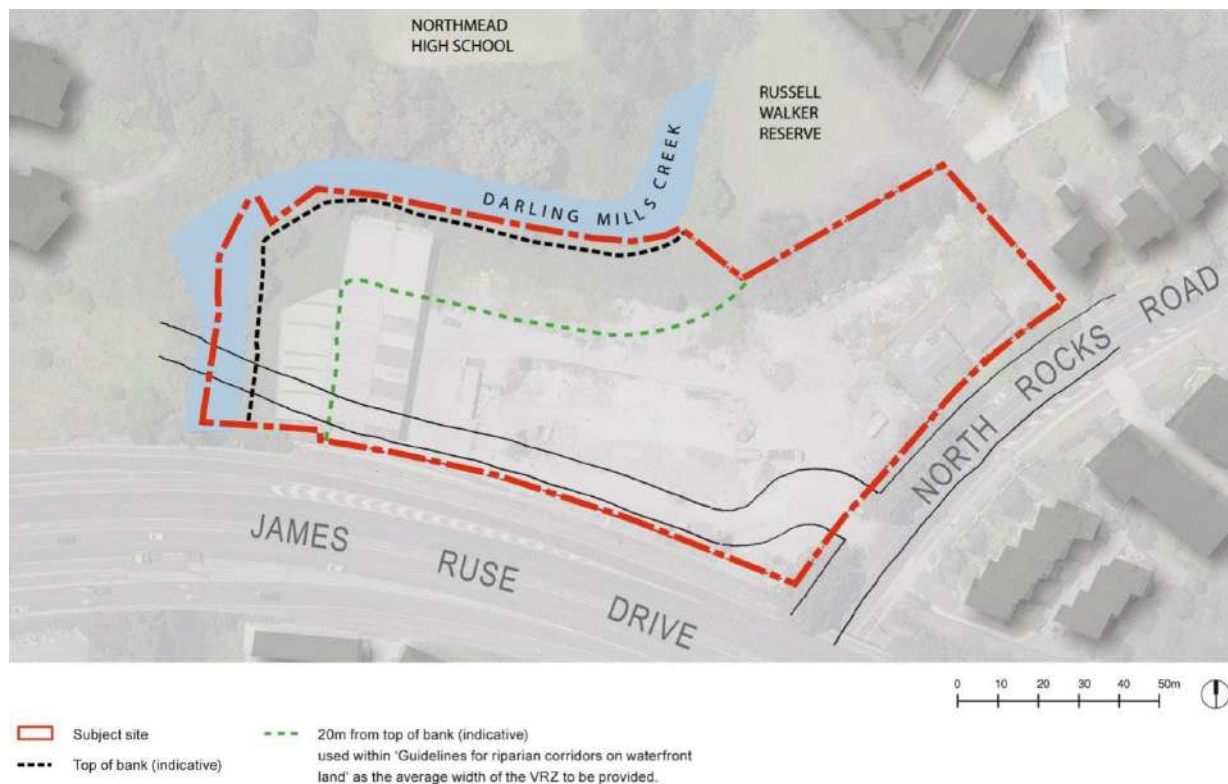 NORTHMEAD
HIGH SCHOOL
RUSSELL
WALKER
RESERVE
DARLING MILLS CREEK
NORTH ROCKS ROAD
JAMES RUSE DRIVE
0 10 20 30 40 50m
Subject site
Top of bank (indicative)
20m from top of bank (indicative)
used within 'Guidelines for riparian corridors on waterfront
land' as the average width of the VRZ to be provided.